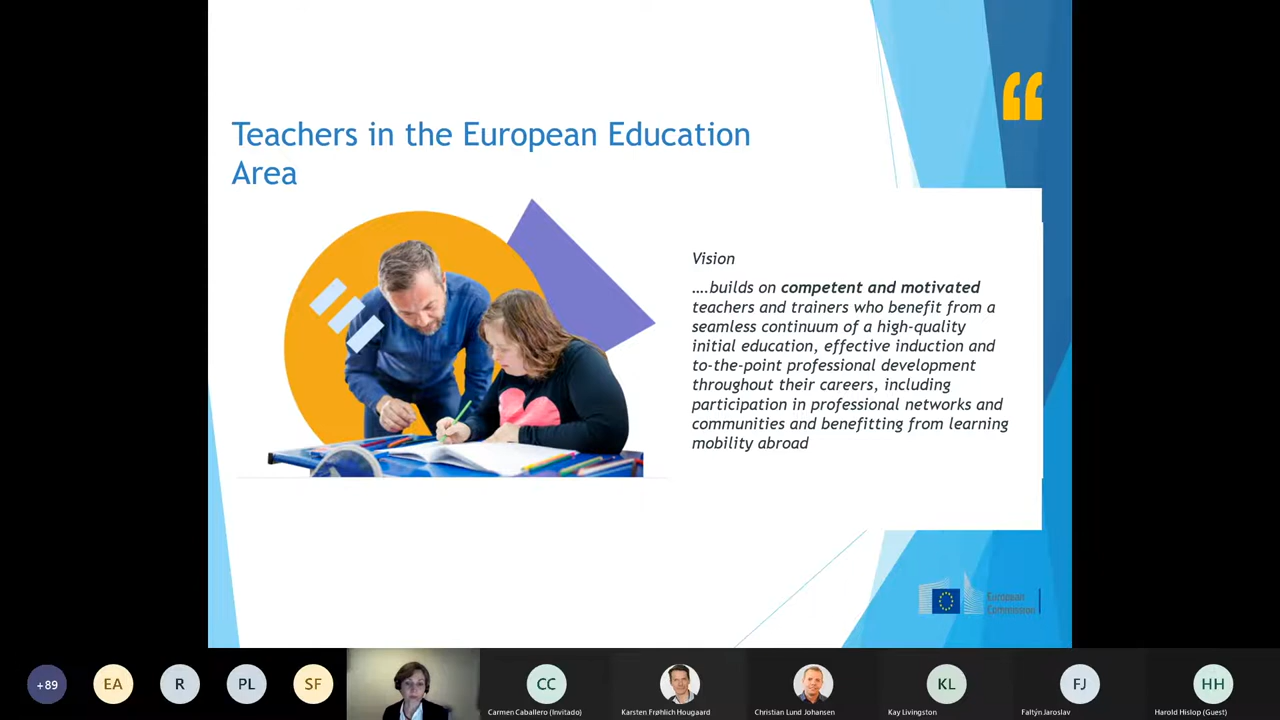 Teachers in the European Education
Area
Vision
....builds on competent and motivated
teachers and trainers who benefit from a
seamless continuum of a high-quality
initial education, effective induction and
to-the-point professional development
throughout their careers, including
participation in professional networks and
communities and benefitting from learning
mobility abroad
European
Commission
+89
EA
R
PL
SF
CC
KL
FJ
HH
Carmen Caballero (Invitado)
Karsten Frøhlich Hougaard
Christian Lund Johansen
Kay Livingston
Faltýn Jaroslav
Harold Hislop (Guest)